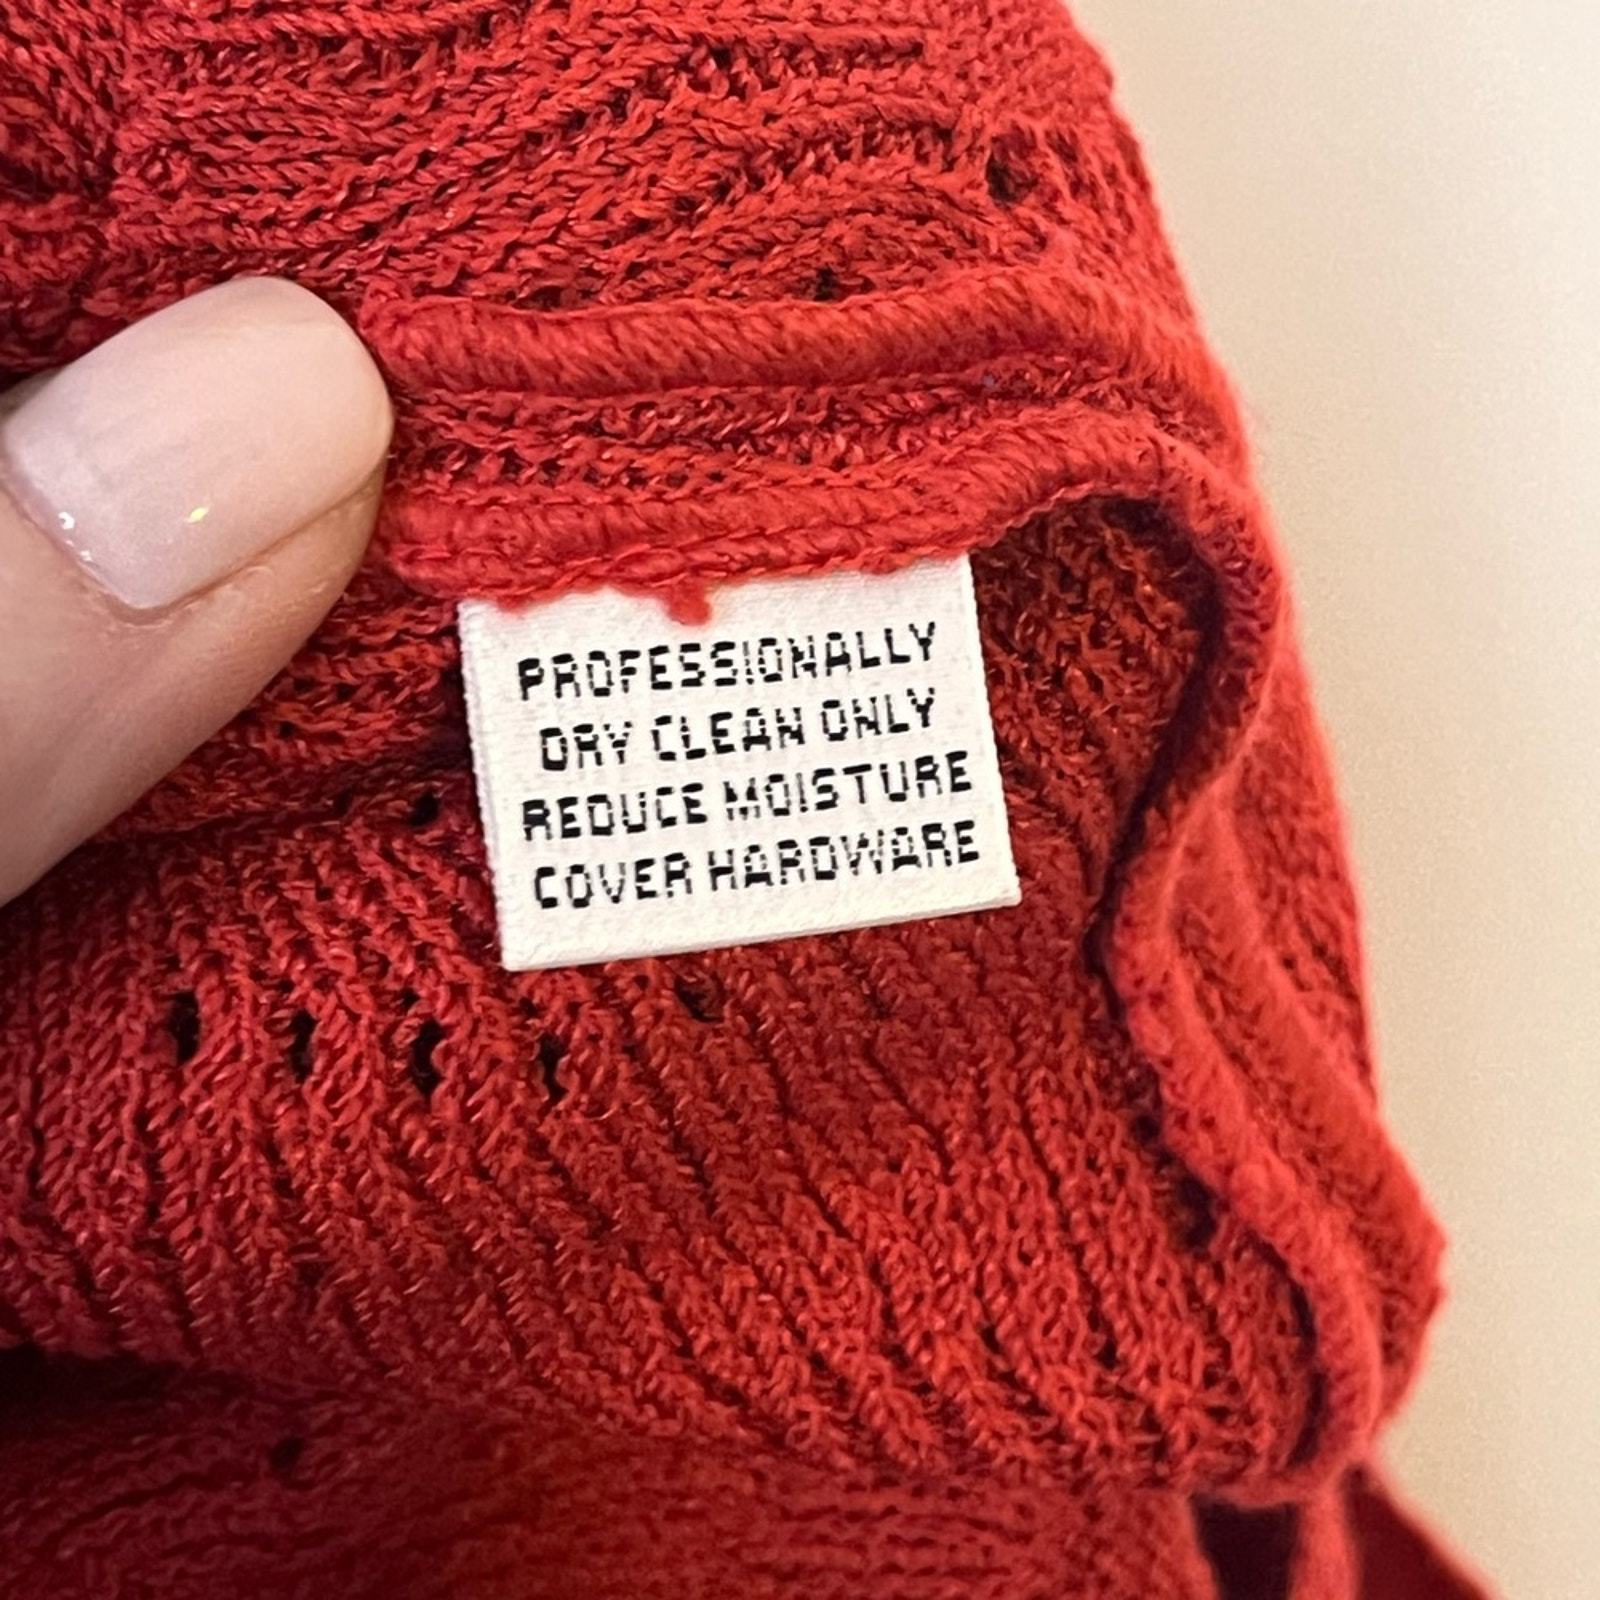 PROFESSIONALLY
DRY CLEAN ONLY
REDUCE MOISTURE
COVER HARDWARE